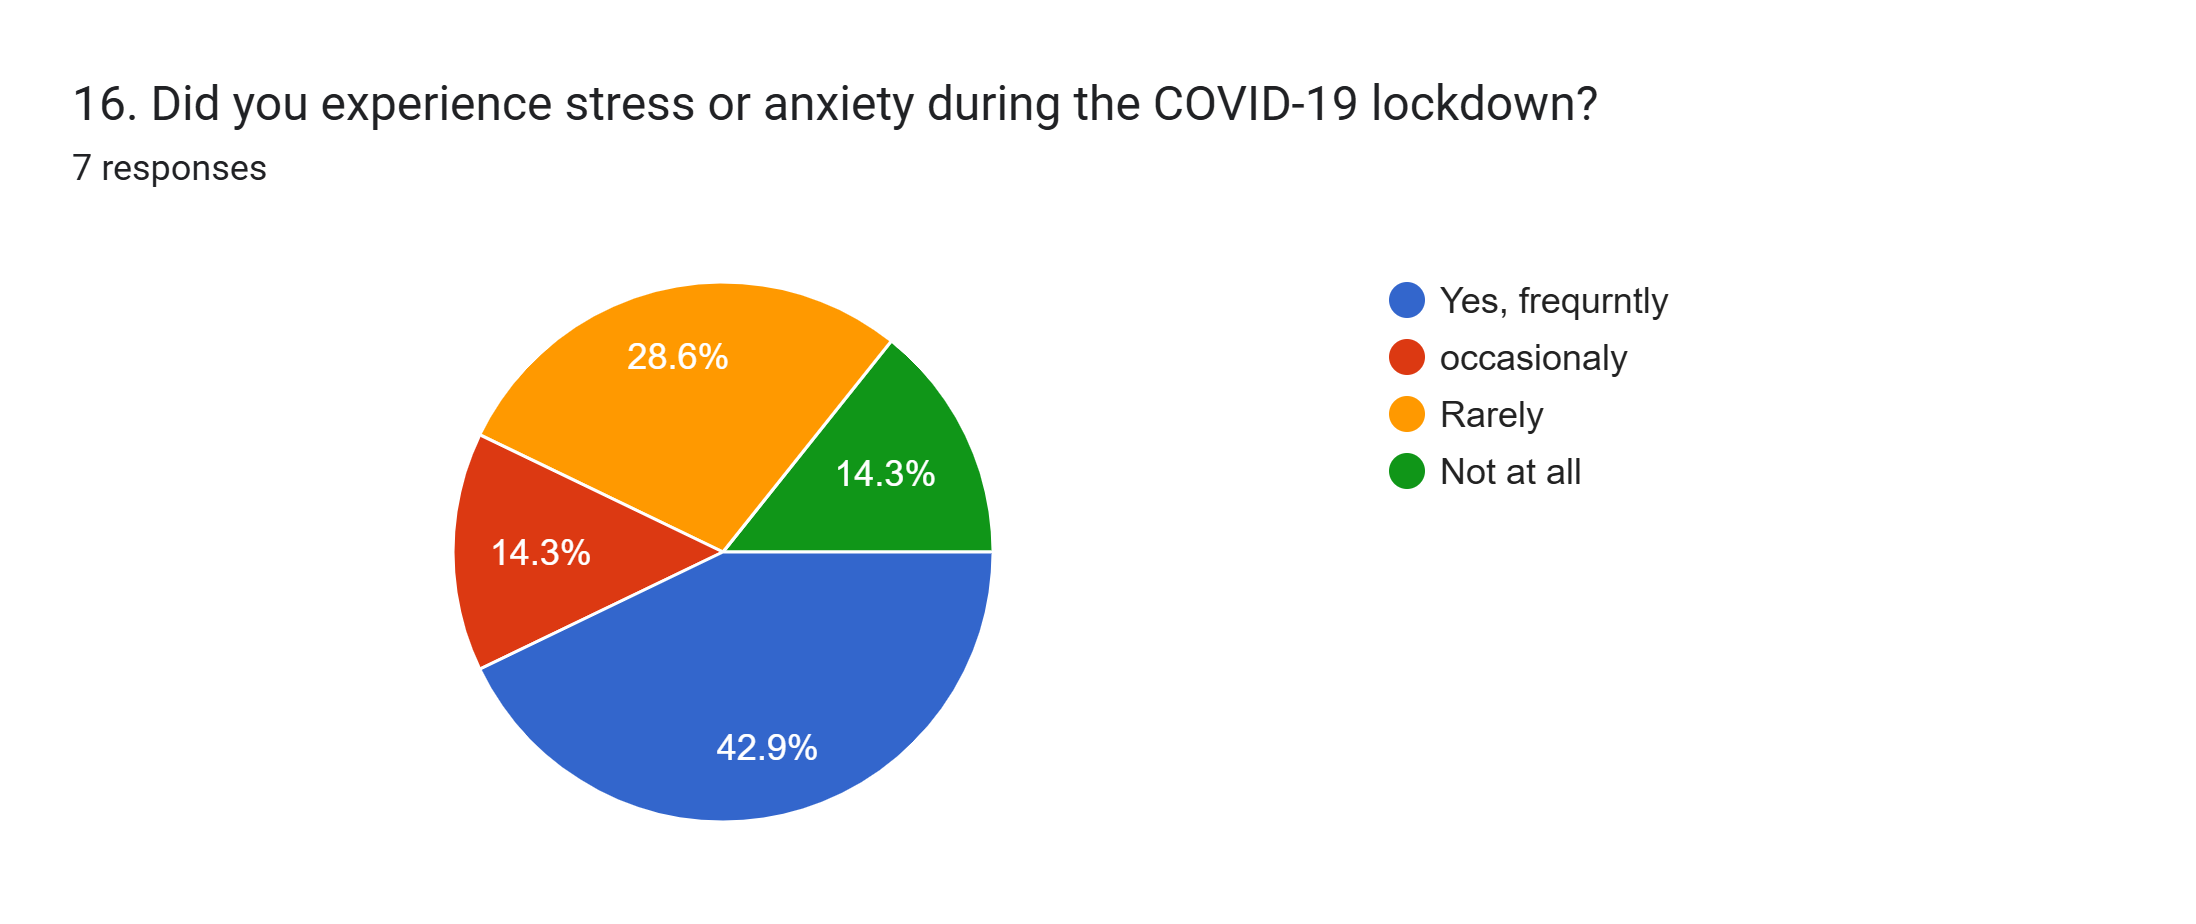 16. Did you experience stress or anxiety during the COVID-19 lockdown?
7 responses
28.6%
14.3%
14.3%
42.9%
Yes, frequrntly
occasionaly
Rarely
Not at all